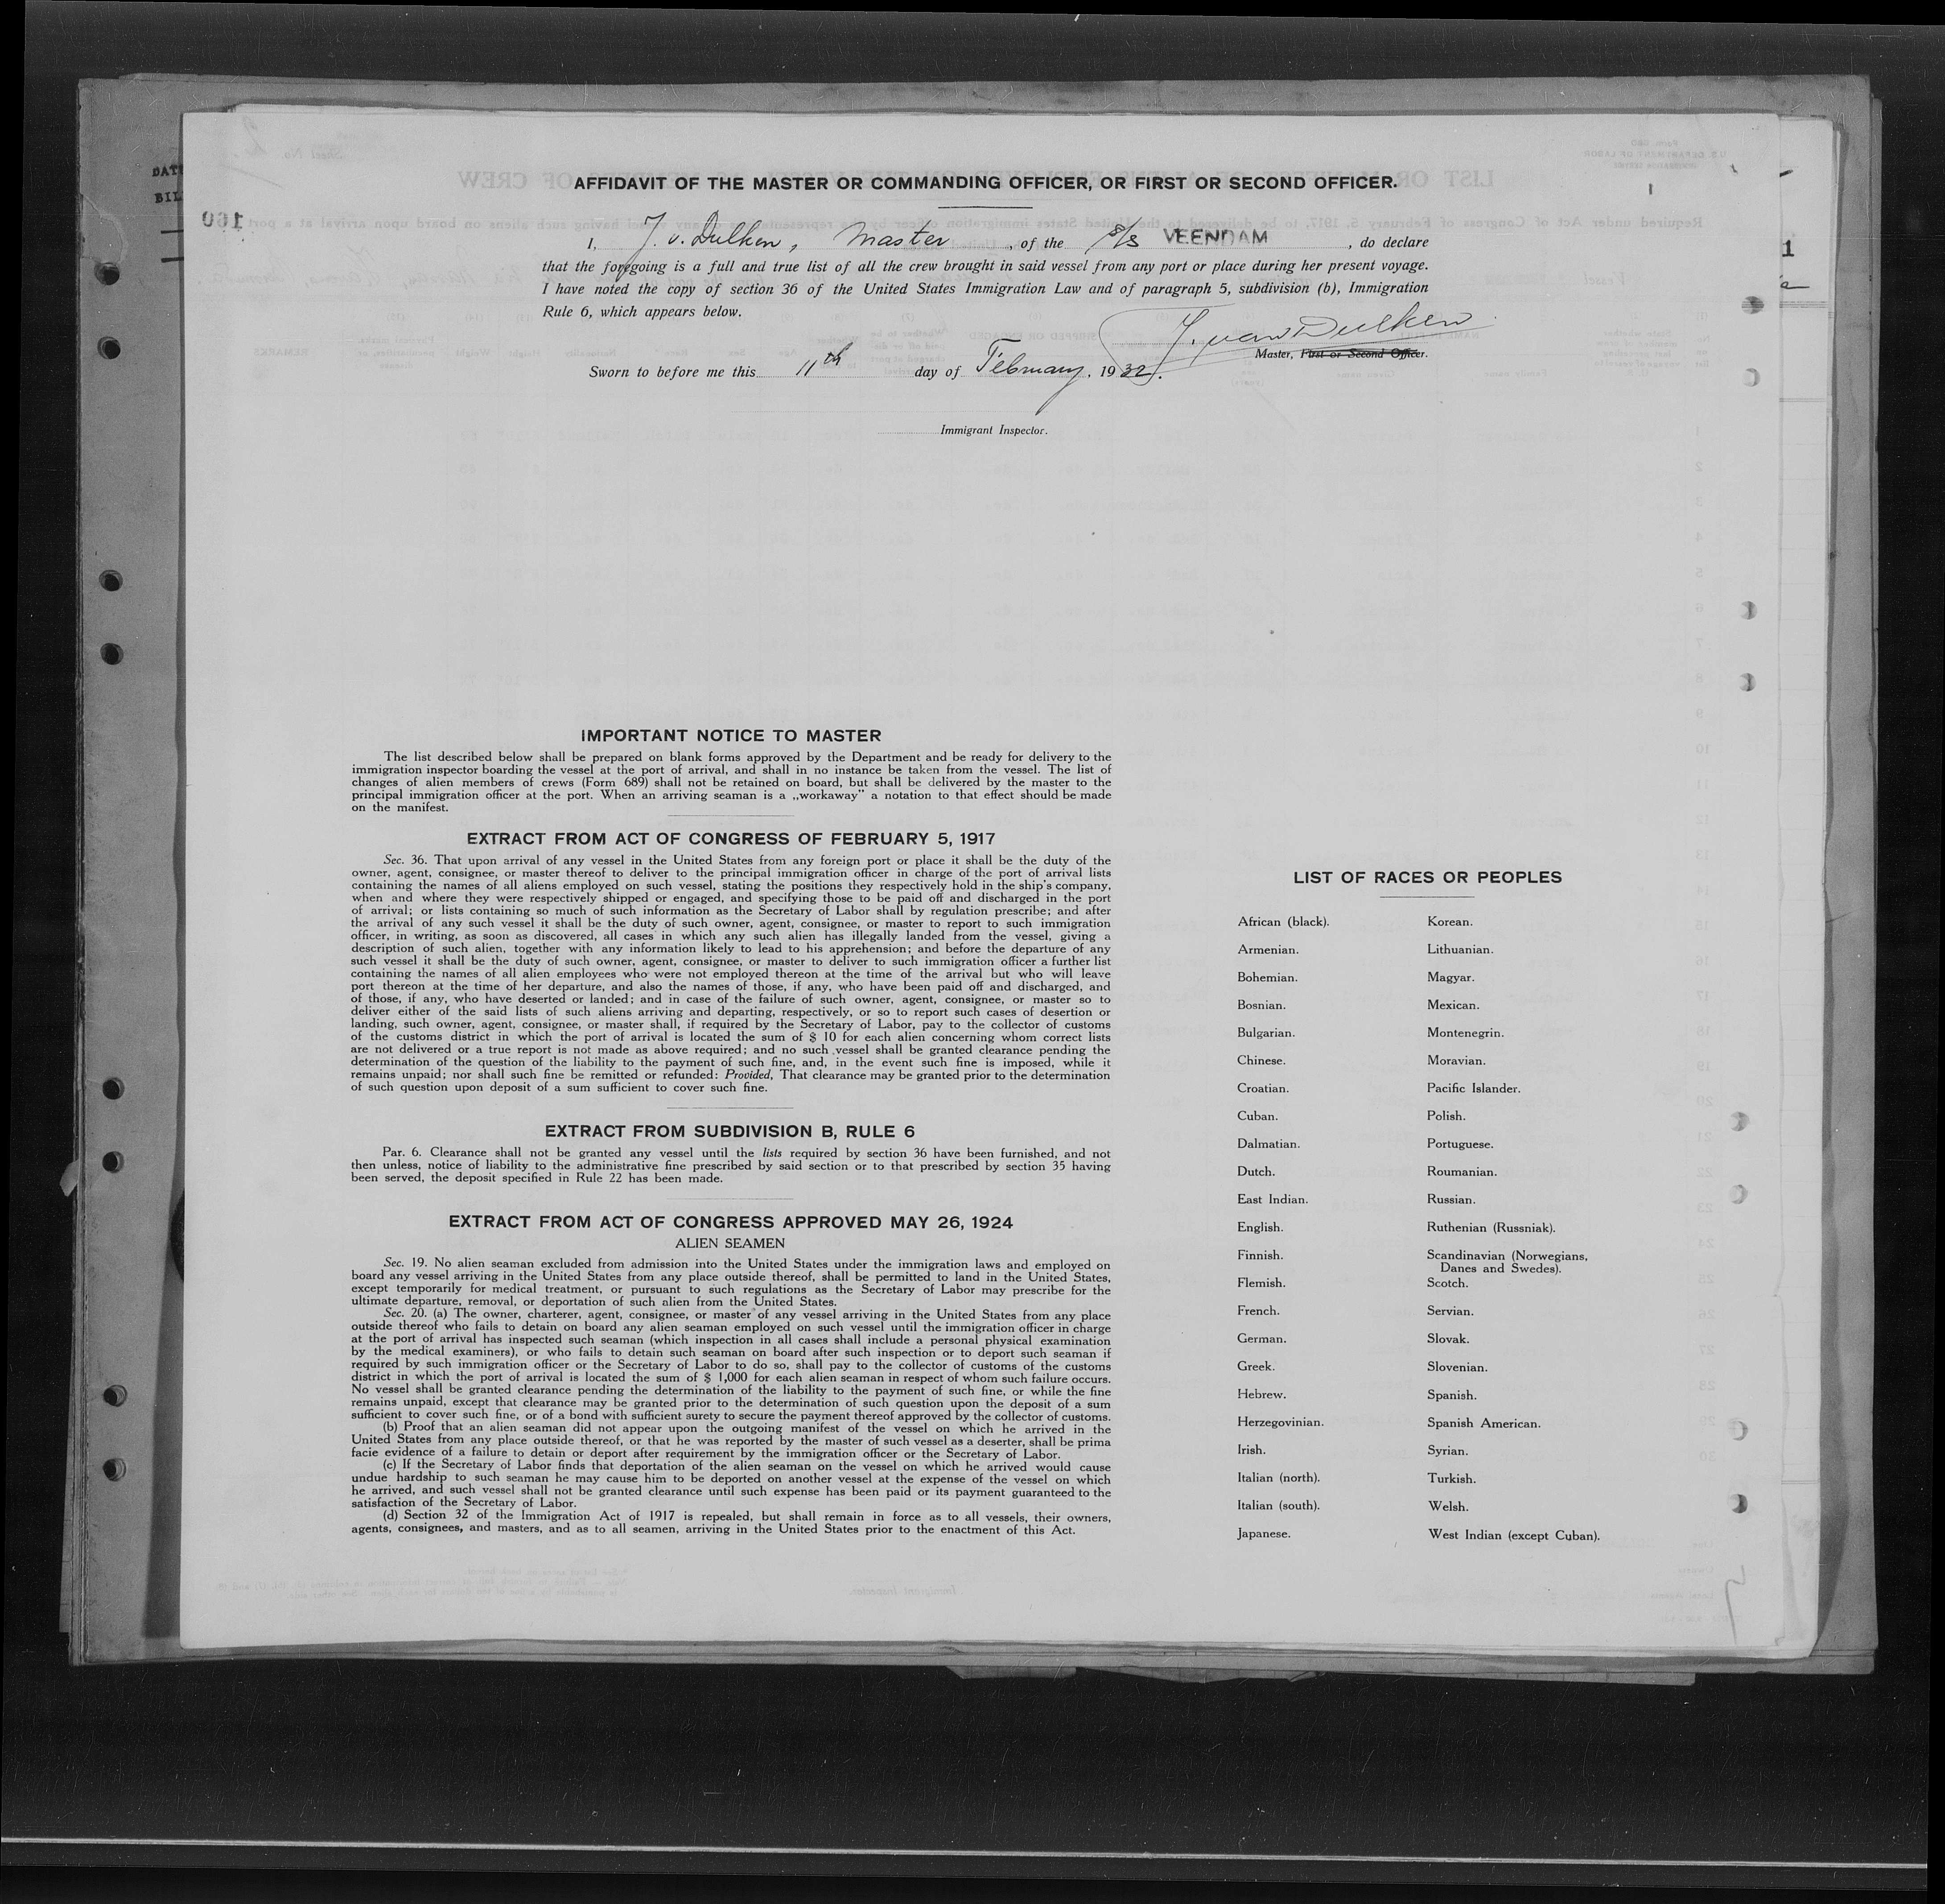 AFFIDAVIT OF THE MASTER OR COMMANDING OFFICER, OR FIRST OR SECOND OFFICER.
I, J. v. Dulken, Master, of the s/s VEENDAM, do declare
that the foregoing is a full and true list of all the crew brought in said vessel from any port or place during her present voyage.
I have noted the copy of section 36 of the United States Immigration Law and of paragraph 5, subdivision (b), Immigration
Rule 6, which appears below.
J. van Dulken
Master, First or Second Officer.
Sworn to before me this 11th day of February, 1932.
Immigrant Inspector.
IMPORTANT NOTICE TO MASTER
The list described below shall be prepared on blank forms approved by the Department and be ready for delivery to the
immigration inspector boarding the vessel at the port of arrival, and shall in no instance be taken from the vessel. The list of
changes of alien members of crews (Form 689) shall not be retained on board, but shall be delivered by the master to the
principal immigration officer at the port. When an arriving seaman is a „workaway” a notation to that effect should be made
on the manifest.
EXTRACT FROM ACT OF CONGRESS OF FEBRUARY 5, 1917
Sec. 36. That upon arrival of any vessel in the United States from any foreign port or place it shall be the duty of the
owner, agent, consignee, or master thereof to deliver to the principal immigration officer in charge of the port of arrival lists
containing the names of all aliens employed on such vessel, stating the positions they respectively hold in the ship's company,
when and where they were respectively shipped or engaged, and specifying those to be paid off and discharged in the port
of arrival; or lists containing so much of such information as the Secretary of Labor shall by regulation prescribe; and after
the arrival of any such vessel it shall be the duty of such owner, agent, consignee, or master to report to such immigration
officer, in writing, as soon as discovered, all cases in which any such alien has illegally landed from the vessel, giving a
description of such alien, together with any information likely to lead to his apprehension; and before the departure of any
such vessel it shall be the duty of such owner, agent, consignee, or master to deliver to such immigration officer a further list
containing the names of all alien employees who were not employed thereon at the time of the arrival but who will leave
port thereon at the time of her departure, and also the names of those, if any, who have been paid off and discharged, and
of those, if any, who have deserted or landed; and in case of the failure of such owner, agent, consignee, or master so to
deliver either of the said lists of such aliens arriving and departing, respectively, or so to report such cases of desertion or
landing, such owner, agent, consignee, or master shall, if required by the Secretary of Labor, pay to the collector of customs
of the customs district in which the port of arrival is located the sum of $ 10 for each alien concerning whom correct lists
are not delivered or a true report is not made as above required; and no such vessel shall be granted clearance pending the
determination of the question of the liability to the payment of such fine, and, in the event such fine is imposed, while it
remains unpaid; nor shall such fine be remitted or refunded: Provided, That clearance may be granted prior to the determination
of such question upon deposit of a sum sufficient to cover such fine.
EXTRACT FROM SUBDIVISION B, RULE 6
Par. 6. Clearance shall not be granted any vessel until the lists required by section 36 have been furnished, and not
then unless, notice of liability to the administrative fine prescribed by said section or to that prescribed by section 35 having
been served, the deposit specified in Rule 22 has been made.
EXTRACT FROM ACT OF CONGRESS APPROVED MAY 26, 1924
ALIEN SEAMEN
Sec. 19. No alien seaman excluded from admission into the United States under the immigration laws and employed on
board any vessel arriving in the United States from any place outside thereof, shall be permitted to land in the United States,
except temporarily for medical treatment, or pursuant to such regulations as the Secretary of Labor may prescribe for the
ultimate departure, removal, or deportation of such alien from the United States.
Sec. 20. (a) The owner, charterer, agent, consignee, or master of any vessel arriving in the United States from any place
outside thereof who fails to detain on board any alien seaman employed on such vessel until the immigration officer in charge
at the port of arrival has inspected such seaman (which inspection in all cases shall include a personal physical examination
by the medical examiners), or who fails to detain such seaman on board after such inspection or to deport such seaman if
required by such immigration officer or the Secretary of Labor to do so, shall pay to the collector of customs of the customs
district in which the port of arrival is located the sum of $ 1,000 for each alien seaman in respect of whom such failure occurs.
No vessel shall be granted clearance pending the determination of the liability to the payment of such fine, or while the fine
remains unpaid, except that clearance may be granted prior to the determination of such question upon the deposit of a sum
sufficient to cover such fine, or of a bond with sufficient surety to secure the payment thereof approved by the collector of customs.
(b) Proof that an alien seaman did not appear upon the outgoing manifest of the vessel on which he arrived in the
United States from any place outside thereof, or that he was reported by the master of such vessel as a deserter, shall be prima
facie evidence of a failure to detain or deport after requirement by the immigration officer or the Secretary of Labor.
(c) If the Secretary of Labor finds that deportation of the alien seaman on the vessel on which he arrived would cause
undue hardship to such seaman he may cause him to be deported on another vessel at the expense of the vessel on which
he arrived, and such vessel shall not be granted clearance until such expense has been paid or its payment guaranteed to the
satisfaction of the Secretary of Labor.
(d) Section 32 of the Immigration Act of 1917 is repealed, but shall remain in force as to all vessels, their owners,
agents, consignees, and masters, and as to all seamen, arriving in the United States prior to the enactment of this Act.
LIST OF RACES OR PEOPLES
African (black).
Armenian.
Bohemian.
Bosnian.
Bulgarian.
Chinese.
Croatian.
Cuban.
Dalmatian.
Dutch.
East Indian.
English.
Finnish.
Flemish.
French.
German.
Greek.
Hebrew.
Herzegovinian.
Irish.
Italian (north).
Italian (south).
Japanese.
Korean.
Lithuanian.
Magyar.
Mexican.
Montenegrin.
Moravian.
Pacific Islander.
Polish.
Portuguese.
Roumanian.
Russian.
Ruthenian (Russniak).
Scandinavian (Norwegians,
Danes and Swedes).
Scotch.
Servian.
Slovak.
Slovenian.
Spanish.
Spanish American.
Syrian.
Turkish.
Welsh.
West Indian (except Cuban).